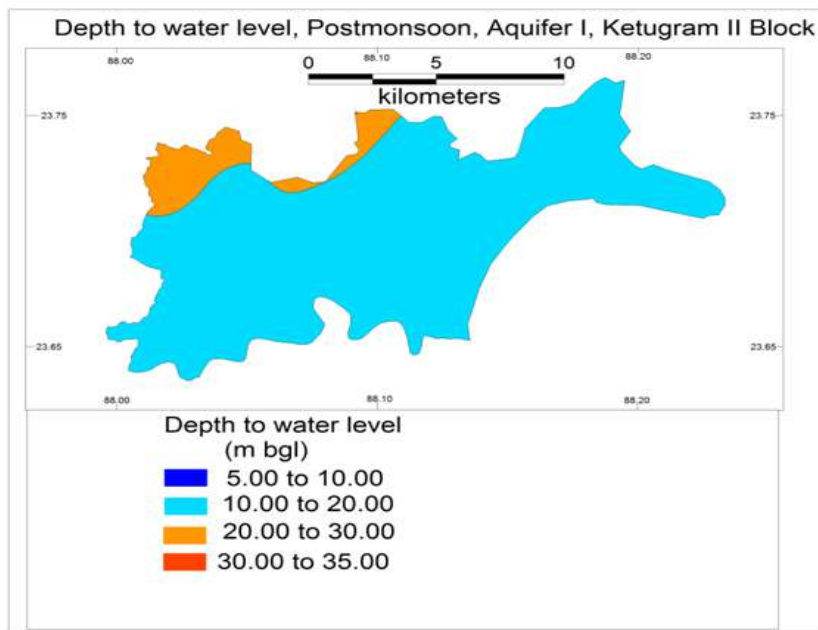 Depth to water level, Postmonsoon, Aquifer I, Ketugram II Block
88.00 88.10 88.20
0 5 10
kilometers
23.75 23.75
23.65 23.65
88.00 88.10 88.20
Depth to water level
(m bgl)
5.00 to 10.00
10.00 to 20.00
20.00 to 30.00
30.00 to 35.00